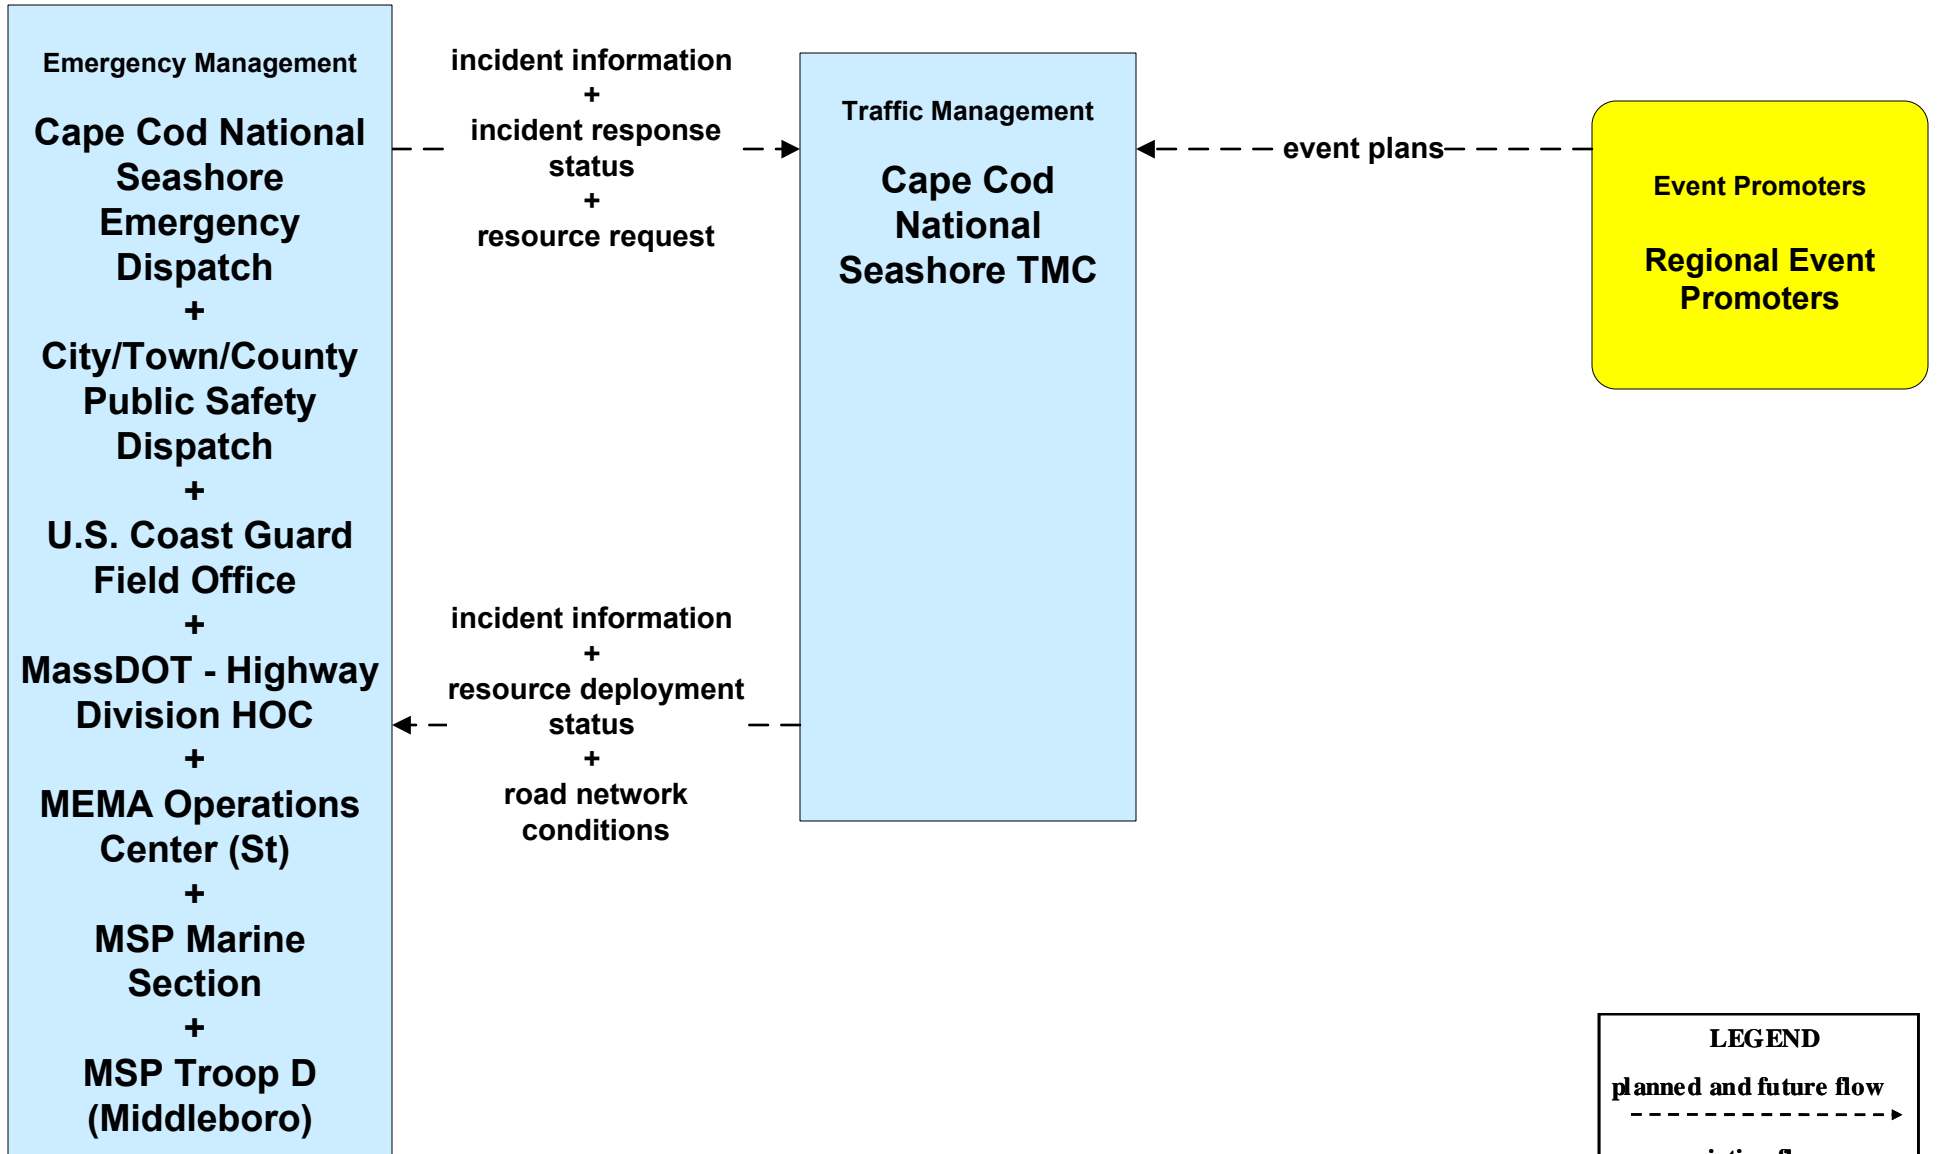 Emergency Management
Cape Cod National
Seashore
Emergency
Dispatch
+
City/Town/County
Public Safety
Dispatch
+
U.S. Coast Guard
Field Office
+
MassDOT - Highway
Division HOC
+
MEMA Operations
Center (St)
+
MSP Marine
Section
+
MSP Troop D
(Middleboro)
incident information
+
incident response
status
+
resource request
incident information
+
resource deployment
status
+
road network
conditions
Traffic Management
Cape Cod
National
Seashore TMC
event plans
Event Promoters
Regional Event
Promoters
LEGEND
planned and future flow